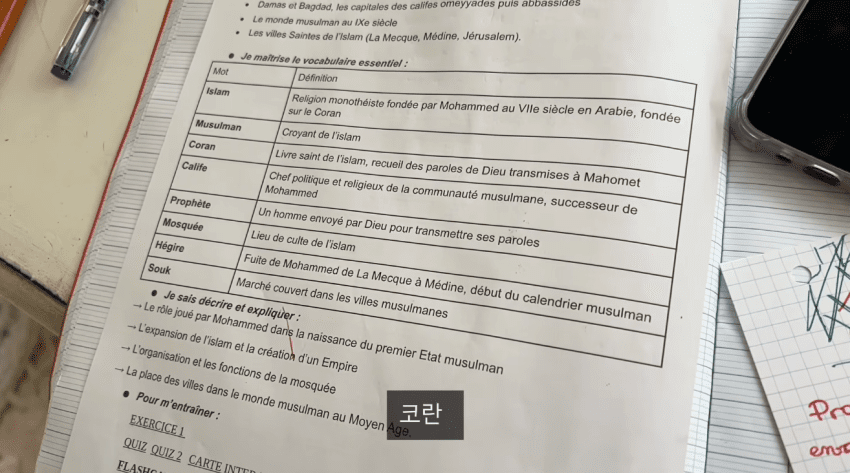 Damas et Bagdad, les capitales des califes omeyyades puis abbassides
Le monde musulman au IXe siècle
Les villes Saintes de l'Islam (La Mecque, Médine, Jérusalem).
Je maîtrise le vocabulaire essentiel :
Mot Définition
Islam Religion monothéiste fondée par Mohammed au VIIe siècle en Arabie, fondée
sur le Coran
Musulman Croyant de l'islam
Coran Livre saint de l'islam, recueil des paroles de Dieu transmises à Mahomet
Calife Chef politique et religieux de la communauté musulmane, successeur de
Mohammed
Prophète Un homme envoyé par Dieu pour transmettre ses paroles
Mosquée Lieu de culte de l'islam
Hégire Fuite de Mohammed de La Mecque à Médine, début du calendrier musulman
Souk Marché couvert dans les villes musulmanes
Je sais décrire et expliquer :
→ Le rôle joué par Mohammed dans la naissance du premier Etat musulman
→ L'expansion de l'islam et la création d'un Empire
→ L'organisation et les fonctions de la mosquée
→ La place des villes dans le monde musulman au Moyen Age.
Pour m'entraîner :
EXERCICE 1
QUIZ QUIZ 2 CARTE
코란